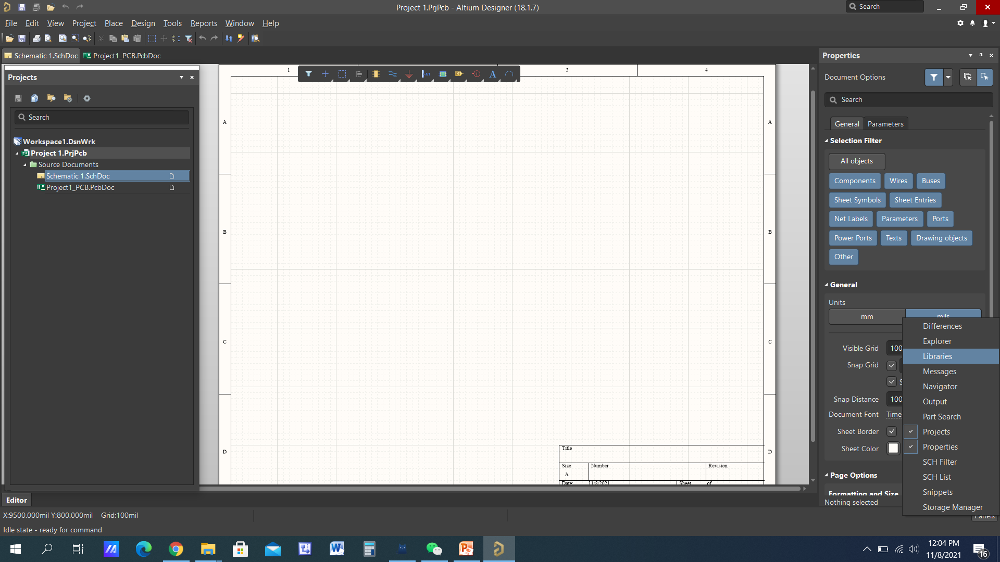 Project 1.PrjPcb - Altium Designer (18.1.7)
Search
File Edit View Project Place Design Tools Reports Window Help
Schematic 1.SchDoc
Project1_PCB.PcbDoc
Projects
Search
Workspace1.DsnWrk
Project 1.PrjPcb
Source Documents
Schematic 1.SchDoc
Project1_PCB.PcbDoc
1
3
4
A
A
B
B
C
C
D
D
Title
Size
A
Number
Revision
Date:
11/8/2021
Sheet of
Properties
Document Options
Search
General
Parameters
Selection Filter
All objects
Components Wires Buses
Sheet Symbols Sheet Entries
Net Labels Parameters Ports
Power Ports Texts Drawing objects
Other
General
Units
mm
mils
Visible Grid 100
Snap Grid
S
Snap Distance 100
Document Font Time
Sheet Border
Sheet Color
Page Options
Formatting and Size
Nothing selected
Differences
Explorer
Libraries
Messages
Navigator
Output
Part Search
Projects
Properties
SCH Filter
SCH List
Snippets
Storage Manager
Panels
Editor
X:9500.000mil Y:800.000mil Grid:100mil
Idle state - ready for command
12:04 PM
11/8/2021
16